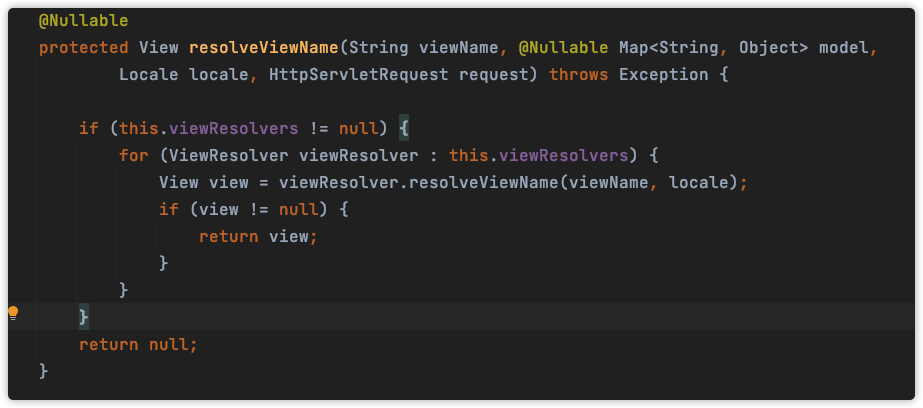 @Nullable
protected View resolveViewName(String viewName, @Nullable Map<String, Object> model,
        Locale locale, HttpServletRequest request) throws Exception {
    if (this.viewResolvers != null) {
        for (ViewResolver viewResolver : this.viewResolvers) {
            View view = viewResolver.resolveViewName(viewName, locale);
            if (view != null) {
                return view;
            }
        }
    }
    return null;
}